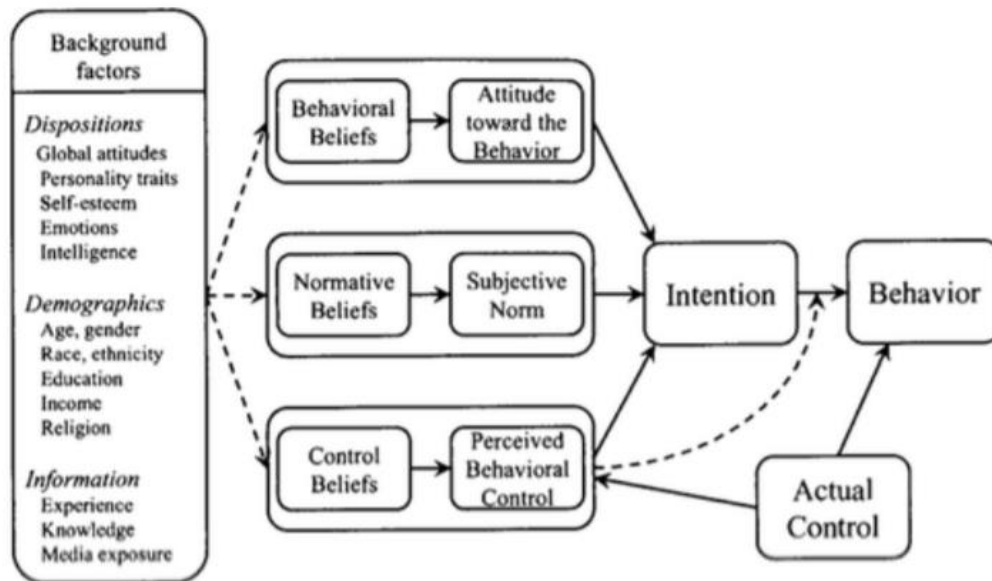 Background
factors
Dispositions
Global attitudes
Personality traits
Self-esteem
Emotions
Intelligence
Demographics
Age, gender
Race, ethnicity
Education
Income
Religion
Information
Experience
Knowledge
Media exposure
Behavioral
Beliefs
Attitude
toward the
Behavior
Normative
Beliefs
Subjective
Norm
Control
Beliefs
Perceived
Behavioral
Control
Intention
Behavior
Actual
Control